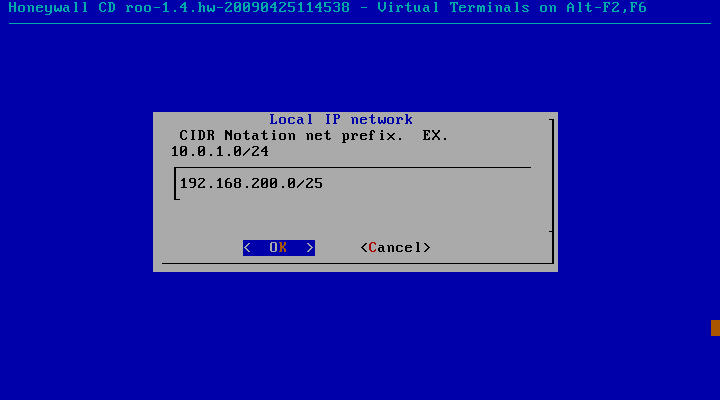 Honeywall CD roo-1.4.hw-20090425114538 - Virtual Terminals on Alt-F2,F6
Local IP network
CIDR Notation net prefix.  EX.
10.0.1.0/24
192.168.200.0/25
<  OK  > <Cancel>